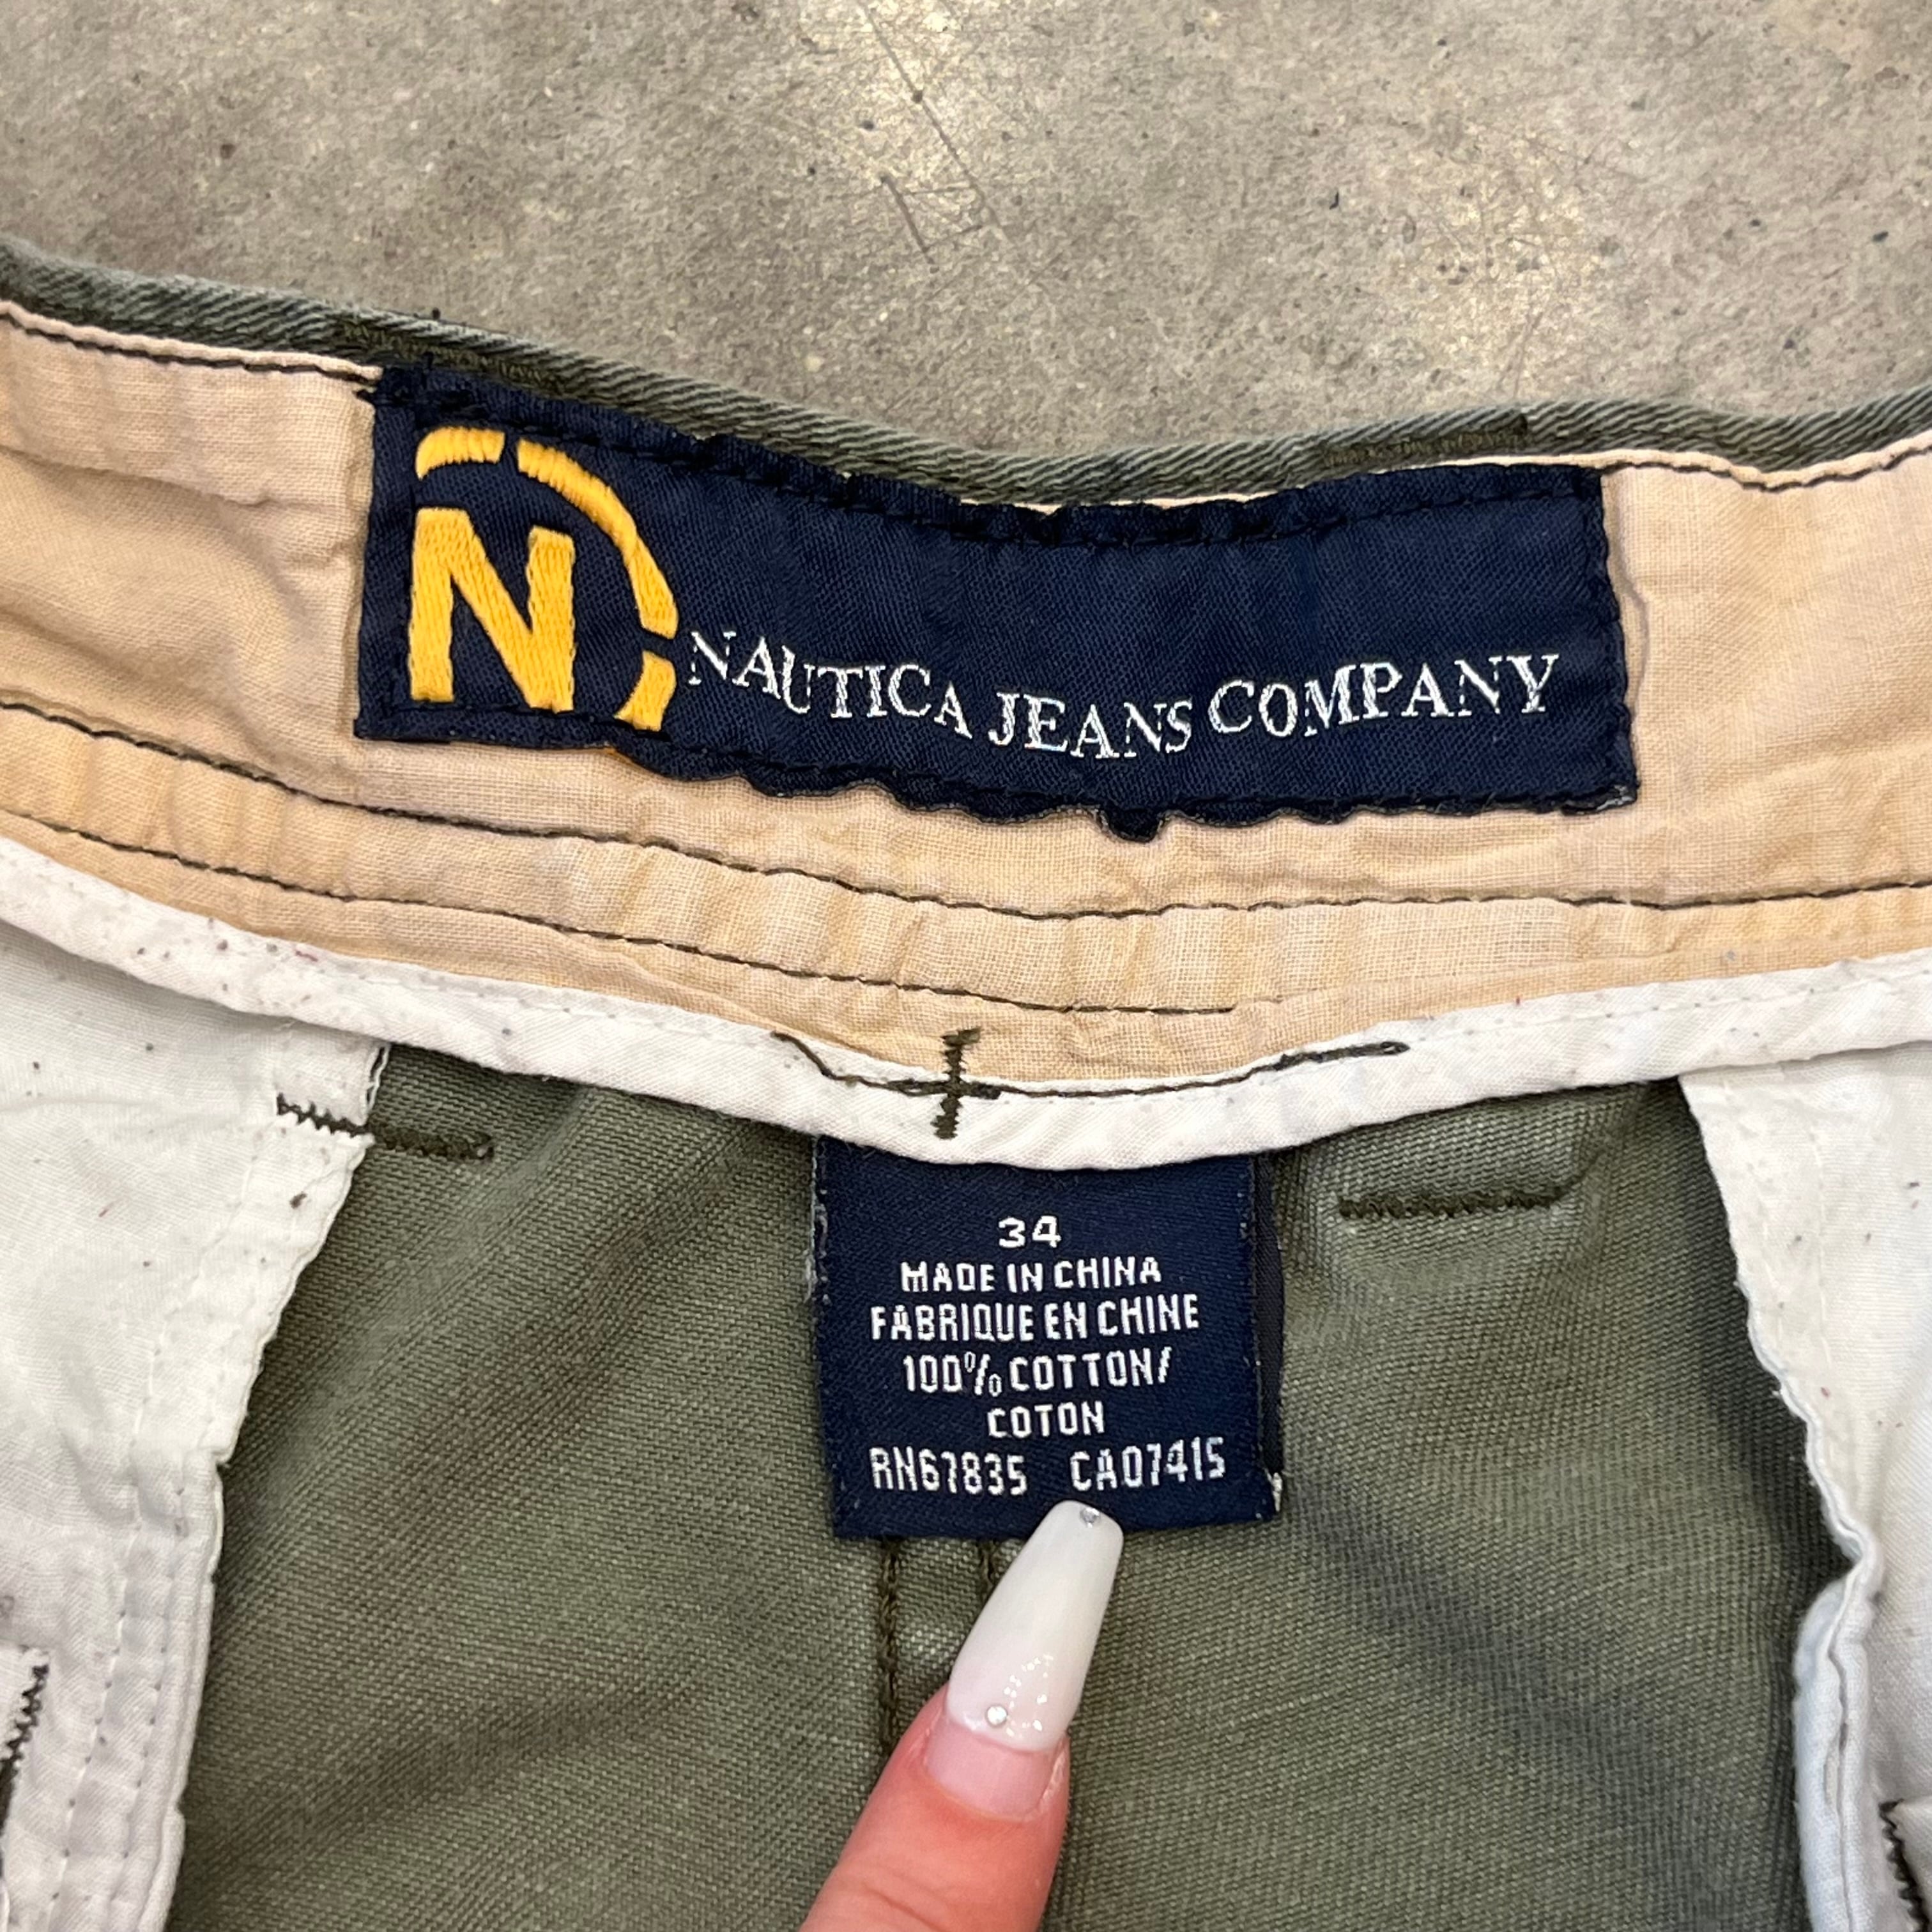 N
NAUTICA JEANS COMPANY
34
MADE IN CHINA
FABRIQUE EN CHINE
100% COTTON/
COTON
RN67835 CA07415